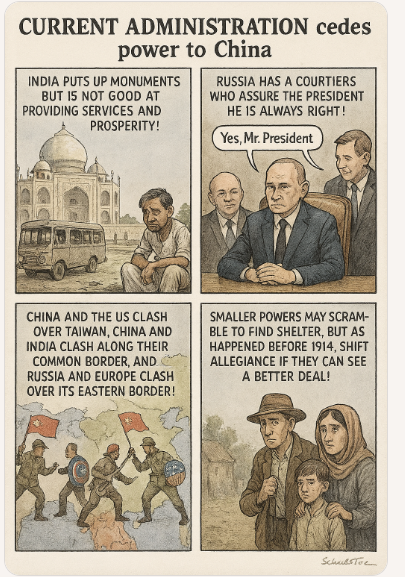 CURRENT ADMINISTRATION cedes
power to China
INDIA PUTS UP MONUMENTS
BUT IS NOT GOOD AT
PROVIDING SERVICES AND
PROSPERITY!
RUSSIA HAS A COURTIERS
WHO ASSURE THE PRESIDENT
HE IS ALWAYS RIGHT!
Yes, Mr. President
CHINA AND THE US CLASH
OVER TAIWAN, CHINA AND
INDIA CLASH ALONG THEIR
COMMON BORDER, AND
RUSSIA AND EUROPE CLASH
OVER ITS EASTERN BORDER!
SMALLER POWERS MAY SCRAM-
BLE TO FIND SHELTER, BUT AS
HAPPENED BEFORE 1914, SHIFT
ALLEGIANCE IF THEY CAN SEE
A BETTER DEAL!